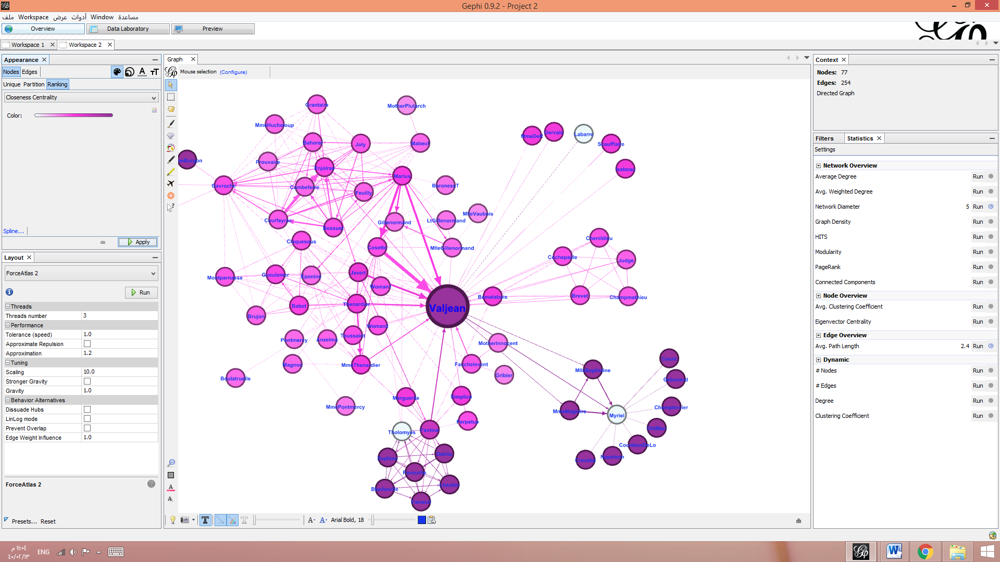 Gephi 0.9.2 - Project 2
ملف Workspace عرض أدوات Window مساعدة
Overview Data Laboratory Preview
Workspace 1 Workspace 2
Appearance
Nodes Edges
Unique Partition Ranking
Closeness Centrality
Color:
Spline...
Apply
Layout
ForceAtlas 2
Run
Threads
Threads number 3
Performance
Tolerance (speed) 1.0
Approximate Repulsion
Approximation 1.2
Tuning
Scaling 10.0
Stronger Gravity
Gravity 1.0
Behavior Alternatives
Dissuade Hubs
LinLog mode
Prevent Overlap
Edge Weight Influence 1.0
ForceAtlas 2
Presets... Reset
Graph
Mouse selection (Configure)
Grantaire
MotherPlutarch
MmeHucheloup
MmeDeR
Gervais
Labarre
Scaufflaire
Bahorel
Joly
Mabeuf
Prouvaire
Enjolras
Isabeau
Marius
Gavroche
Combeferre
Feuilly
BaronessT
MlleVaubois
Courfeyrac
Bossuet
Gillenormand
LtGillenormand
Claquesous
Cosette
MlleGillenormand
Chenildieu
Cochepaille
Judge
Montparnasse
Gueulemer
Eponine
Javert
Woman1
Brujon
Babet
Thenardier
Valjean
Bamatabois
Brevet
Champmathieu
Woman2
Pontmercy
Anzelma
Toussaint
MotherInnocent
Magnon
MmeThenardier
Fauchelevent
Gribier
Boulatruelle
MlleBaptistine
Count
Geborand
MmePontmercy
Marguerite
Simplice
MmeMagloire
Myriel
Champtercier
Perpetue
Tholomyes
Fantine
OldMan
CountessDeLo
Zephine
Dahlia
Cravatte
Napoleon
Favourite
Blacheville
Listolier
Fameuil
Arial Bold, 18
Context
Nodes: 77
Edges: 254
Directed Graph
Filters Statistics
Settings
Network Overview
Average Degree Run
Avg. Weighted Degree Run
Network Diameter 5 Run
Graph Density Run
HITS Run
Modularity Run
PageRank Run
Connected Components Run
Node Overview
Avg. Clustering Coefficient Run
Eigenvector Centrality Run
Edge Overview
Avg. Path Length 2.4 Run
Dynamic
# Nodes Run
# Edges Run
Degree Run
Clustering Coefficient Run
١١:٠٤ م
٤٠/٠٢/١٣
ENG